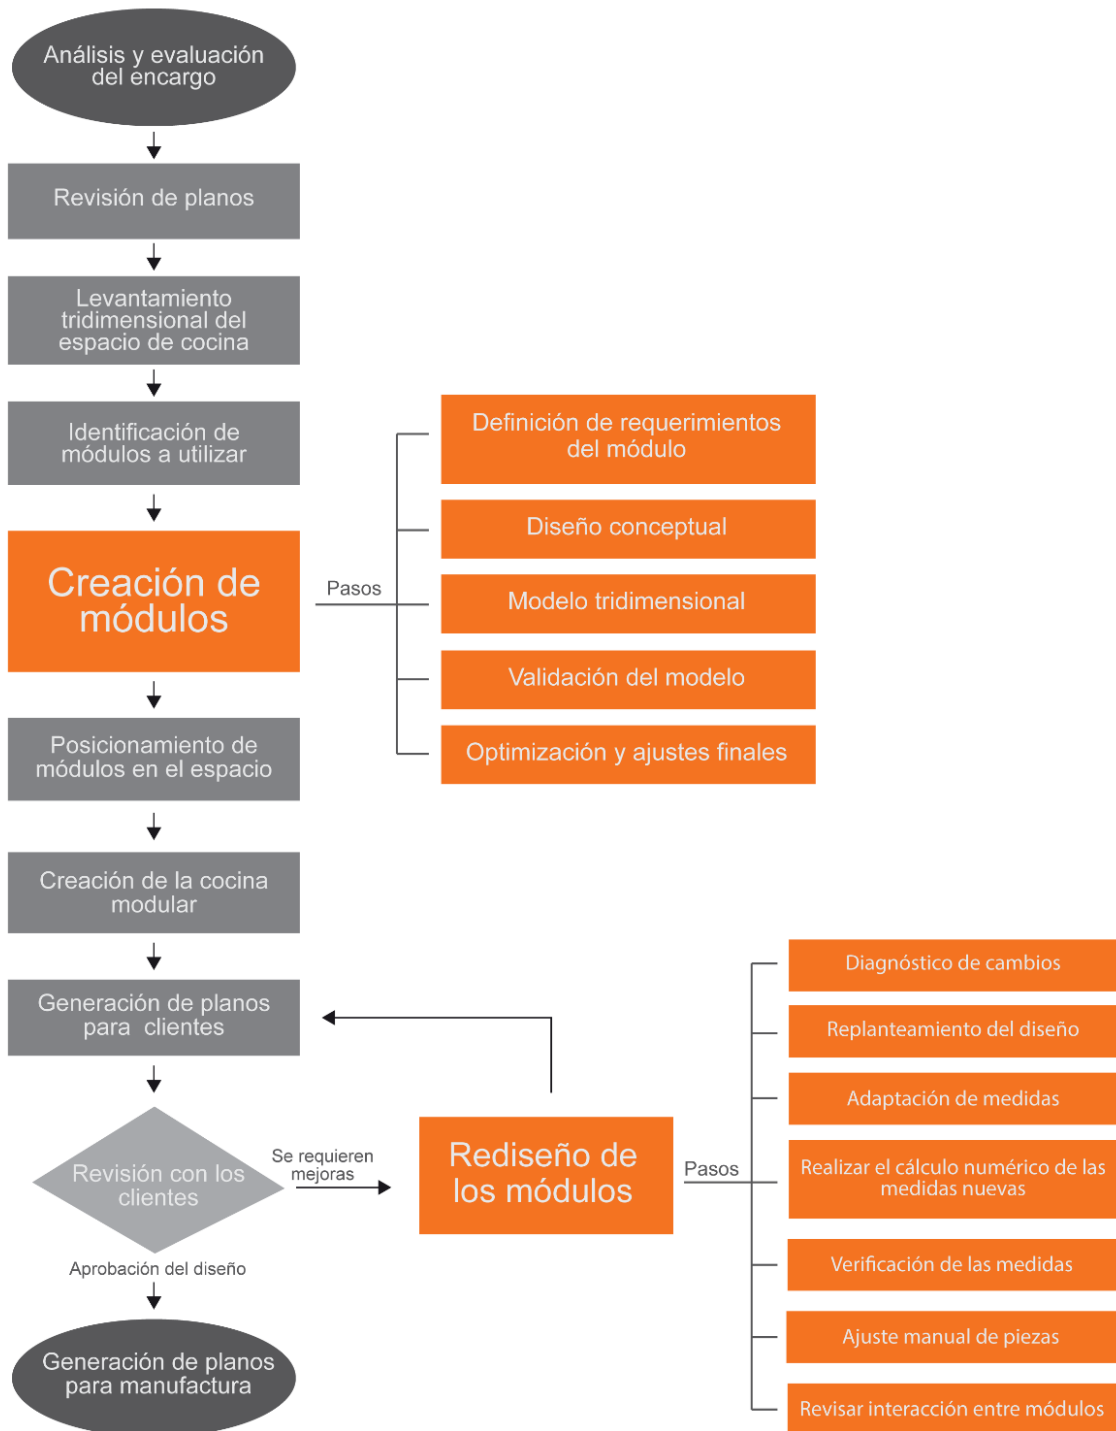 Análisis y evaluación
del encargo
Revisión de planos
Levantamiento
tridimensional del
espacio de cocina
Identificación de
módulos a utilizar
Creación de
módulos
Pasos
Definición de requerimientos
del módulo
Diseño conceptual
Modelo tridimensional
Validación del modelo
Optimización y ajustes finales
Posicionamiento de
módulos en el espacio
Creación de la cocina
modular
Generación de planos
para clientes
Revisión con los
clientes
Se requieren
mejoras
Rediseño de
los módulos
Pasos
Diagnóstico de cambios
Replanteamiento del diseño
Adaptación de medidas
Realizar el cálculo numérico de las
medidas nuevas
Verificación de las medidas
Ajuste manual de piezas
Revisar interacción entre módulos
Aprobación del diseño
Generación de planos
para manufactura